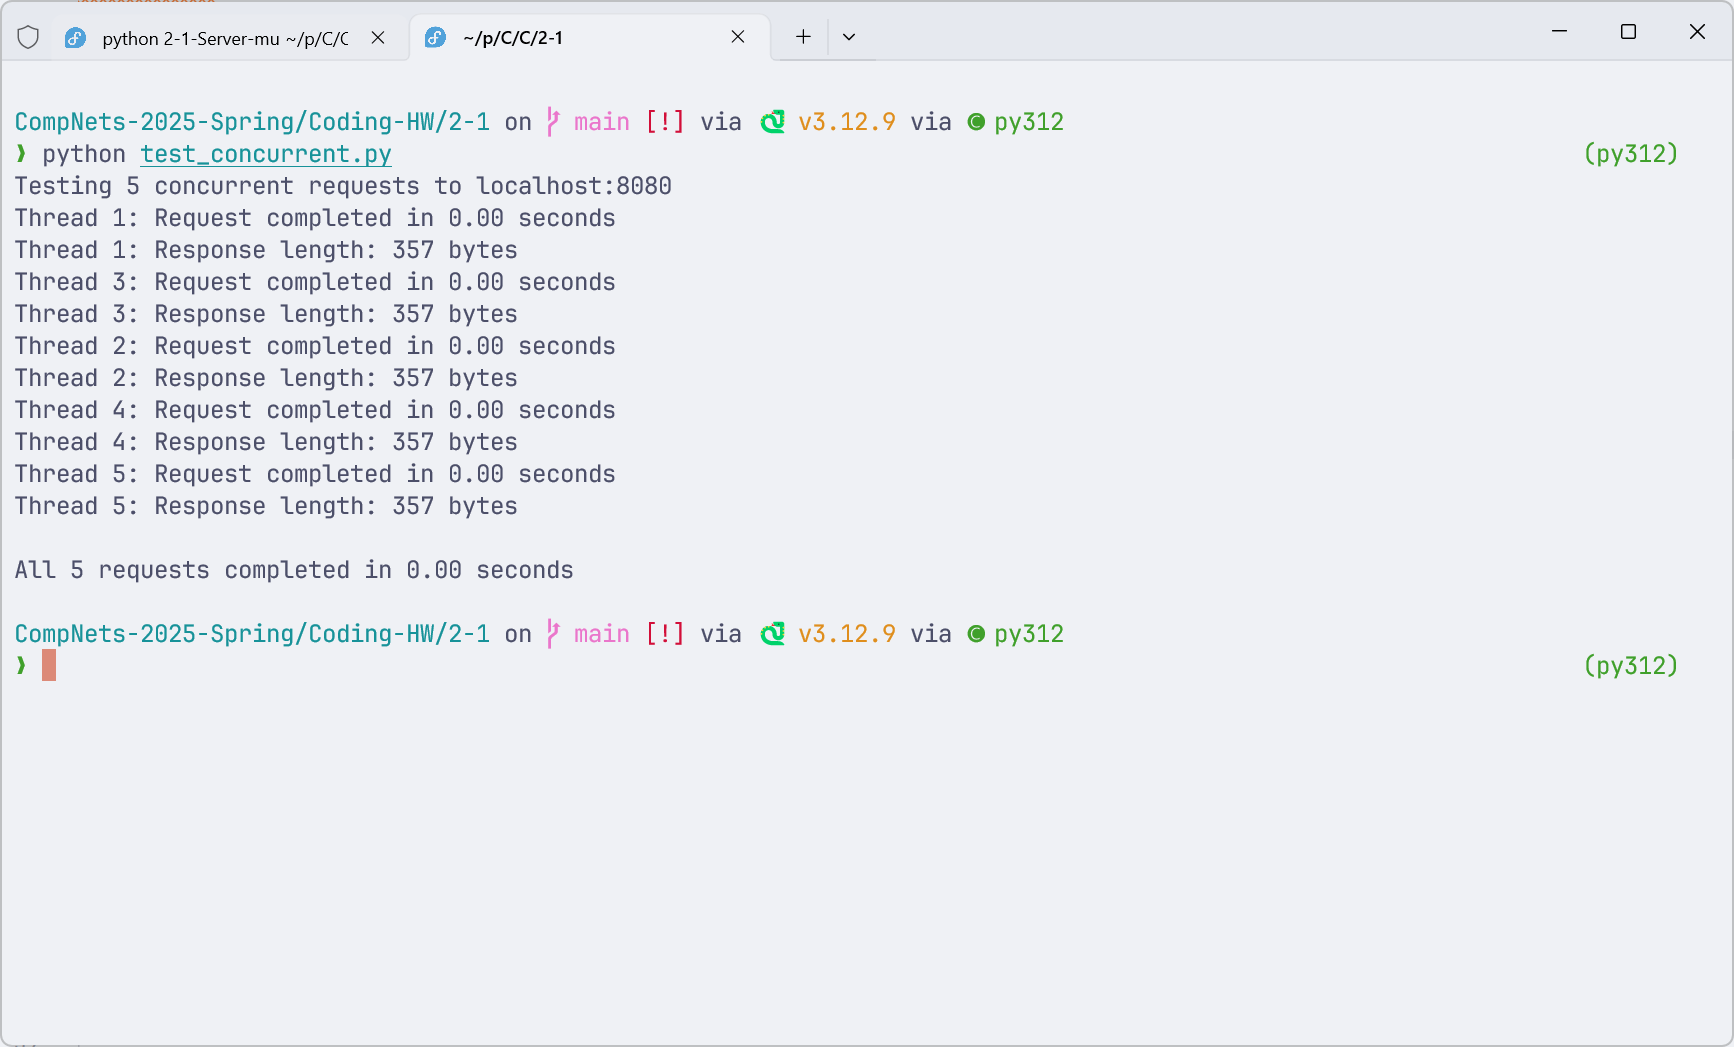 python 2-1-Server-mu ~/p/C/C
~/p/C/C/2-1
CompNets-2025-Spring/Coding-HW/2-1 on main [!] via v3.12.9 via py312
❯ python test_concurrent.py (py312)
Testing 5 concurrent requests to localhost:8080
Thread 1: Request completed in 0.00 seconds
Thread 1: Response length: 357 bytes
Thread 3: Request completed in 0.00 seconds
Thread 3: Response length: 357 bytes
Thread 2: Request completed in 0.00 seconds
Thread 2: Response length: 357 bytes
Thread 4: Request completed in 0.00 seconds
Thread 4: Response length: 357 bytes
Thread 5: Request completed in 0.00 seconds
Thread 5: Response length: 357 bytes
All 5 requests completed in 0.00 seconds
CompNets-2025-Spring/Coding-HW/2-1 on main [!] via v3.12.9 via py312
❯ (py312)